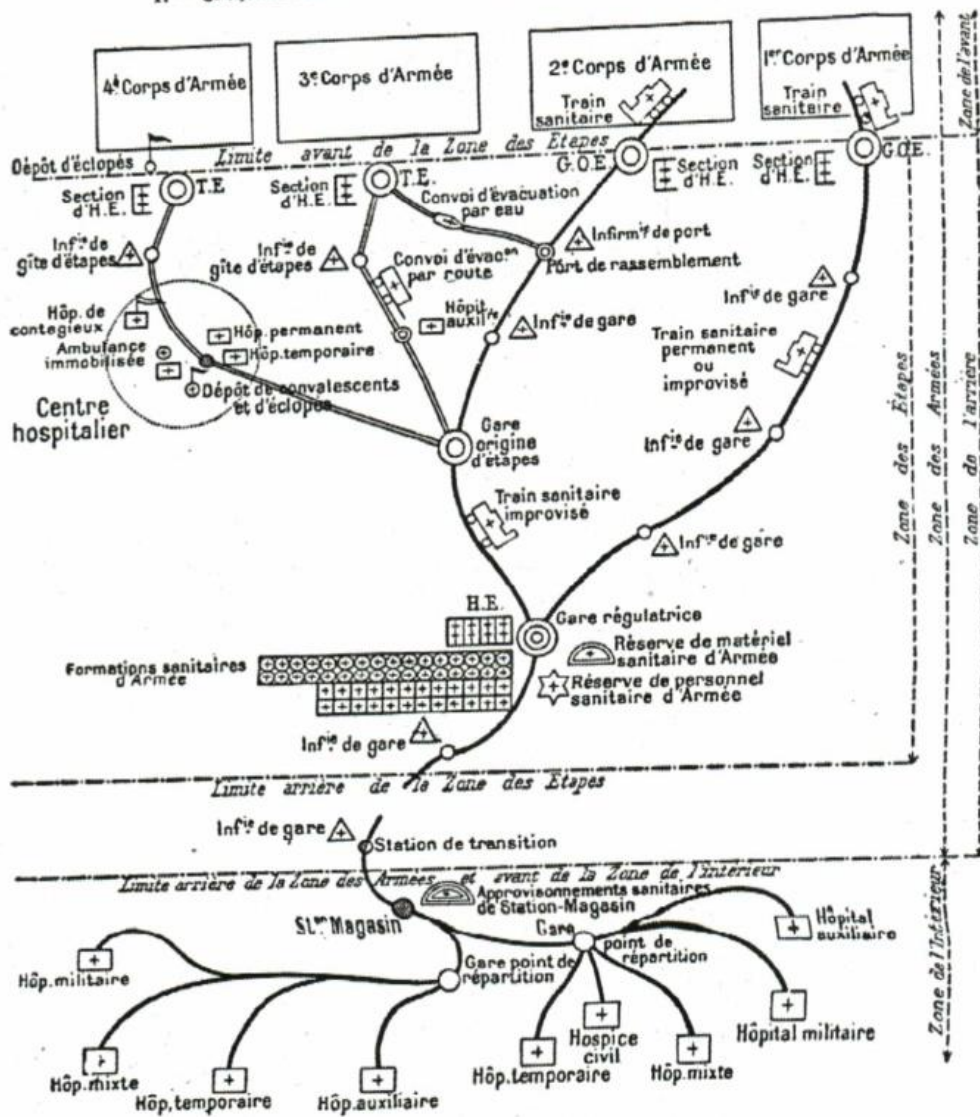 4e Corps d'Armée
3e Corps d'Armée
2e Corps d'Armée
1er Corps d'Armée
Train
sanitaire
Train
sanitaire
Zone de l'avant
Dépôt d'éclopés
Limite avant de la Zone des Etapes
Section
d'H.E.
T.E.
Section
d'H.E.
T.E.
G.O.E.
Section
d'H.E.
Section
d'H.E.
G.O.E.
Convoi d'évacuation
par eau
Infie de
gîte d'étapes
Infie de
gîte d'étapes
Convoi d'évacon
par route
Infirmie de port
Port de rassemblement
Infie de gare
Hôp. de
contagieux
Hôp. permanent
Ambulance
immobilisée
Hôp. temporaire
Hôpit
auxilre
Infie de gare
Train sanitaire
permanent
ou
improvisé
Dépôt de convalescents
et d'éclopés
Centre
hospitalier
Gare
origine
d'étapes
Infie de gare
Train sanitaire
improvisé
Infie de gare
Zone des Étapes
Zone des Armées
Zone de l'arrière
H.E.
Gare régulatrice
Formations sanitaires
d'Armée
Réserve de matériel
sanitaire d'Armée
Réserve de personnel
sanitaire d'Armée
Infie de gare
Limite arrière de la Zone des Etapes
Infie de gare
Station de transition
Limite arrière de la Zone des Armées et avant de la Zone de l'intérieur
Approvisonnements sanitaires
de Station-Magasin
Ston Magasin
Gare
point de
répartition
Hôpital
auxiliaire
Gare point de
répartition
Hôp. militaire
Hôpital militaire
Hôp. mixte
Hôp. temporaire
Hôp. auxiliaire
Hôp. temporaire
Hospice
civil
Hôp. mixte
Zone de l'Intérieur